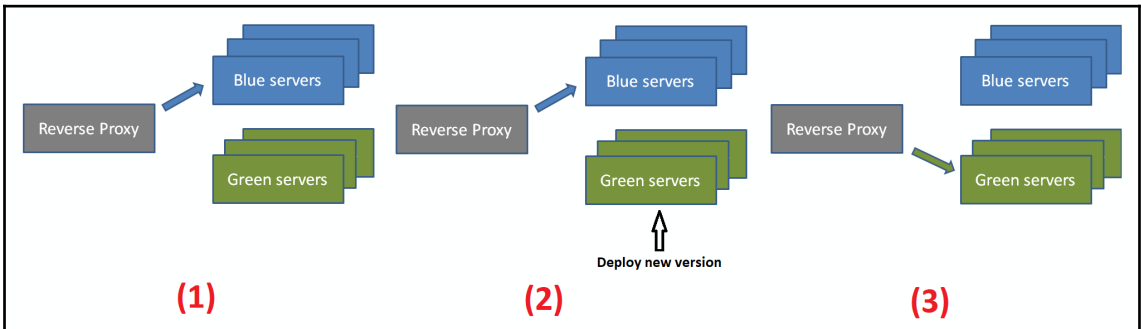 Blue servers
Reverse Proxy
Green servers
(1)
Blue servers
Reverse Proxy
Green servers
Deploy new version
(2)
Blue servers
Reverse Proxy
Green servers
(3)